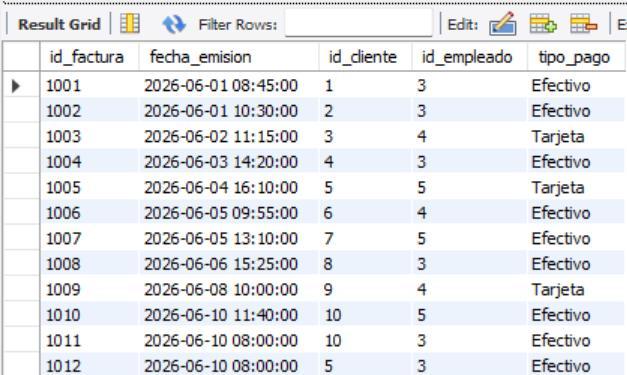 Result Grid Filter Rows: Edit:
id_factura fecha_emision id_cliente id_empleado tipo_pago
1001 2026-06-01 08:45:00 1 3 Efectivo
1002 2026-06-01 10:30:00 2 3 Efectivo
1003 2026-06-02 11:15:00 3 4 Tarjeta
1004 2026-06-03 14:20:00 4 3 Efectivo
1005 2026-06-04 16:10:00 5 5 Tarjeta
1006 2026-06-05 09:55:00 6 4 Efectivo
1007 2026-06-05 13:10:00 7 5 Efectivo
1008 2026-06-06 15:25:00 8 3 Efectivo
1009 2026-06-08 10:00:00 9 4 Tarjeta
1010 2026-06-10 11:40:00 10 5 Efectivo
1011 2026-06-10 08:00:00 10 3 Efectivo
1012 2026-06-10 08:00:00 5 3 Efectivo